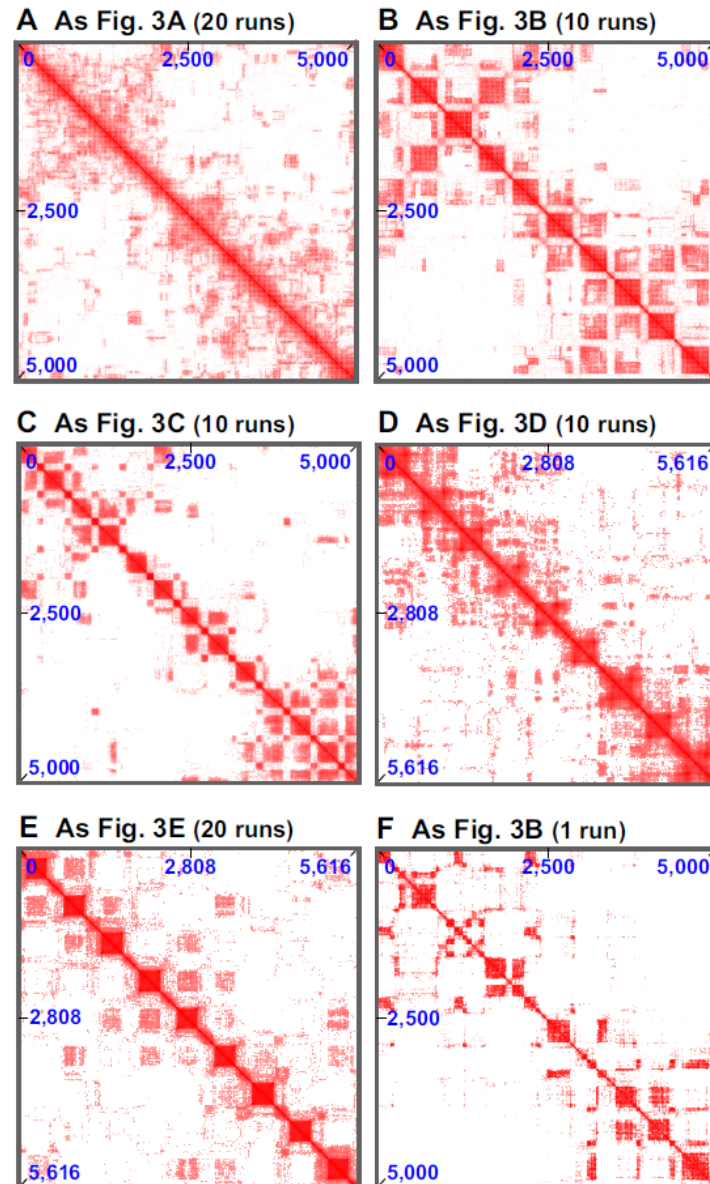 A As Fig. 3A (20 runs)
0 2,500 5,000
2,500
5,000
B As Fig. 3B (10 runs)
0 2,500 5,000
2,500
5,000
C As Fig. 3C (10 runs)
0 2,500 5,000
2,500
5,000
D As Fig. 3D (10 runs)
0 2,808 5,616
2,808
5,616
E As Fig. 3E (20 runs)
0 2,808 5,616
2,808
5,616
F As Fig. 3B (1 run)
0 2,500 5,000
2,500
5,000